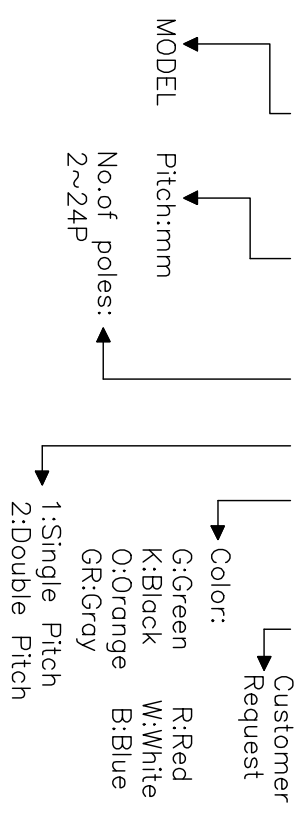 MODEL
Pitch:mm
No.of poles:
2~24P
1:Single Pitch
2:Double Pitch
Color:
G:Green R:Red
K:Black W:White
O:Orange B:Blue
GR:Gray
Customer
Request